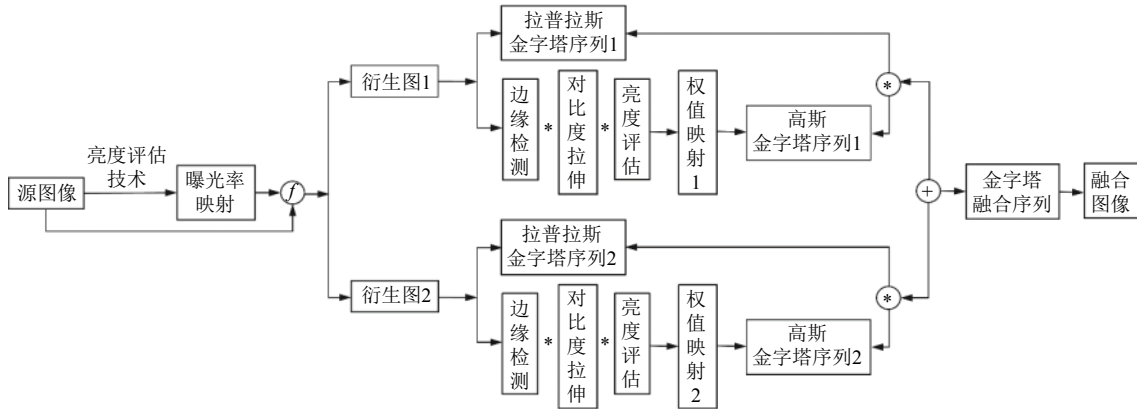 拉普拉斯
金字塔序列1
衍生图1
边缘检测
*
对比度拉伸
*
亮度评估
权值映射1
高斯
金字塔序列1
*
亮度评估
技术
源图像
曝光率
映射
f
+
金字塔
融合序列
融合
图像
拉普拉斯
金字塔序列2
衍生图2
边缘检测
*
对比度拉伸
*
亮度评估
权值映射2
高斯
金字塔序列2
*